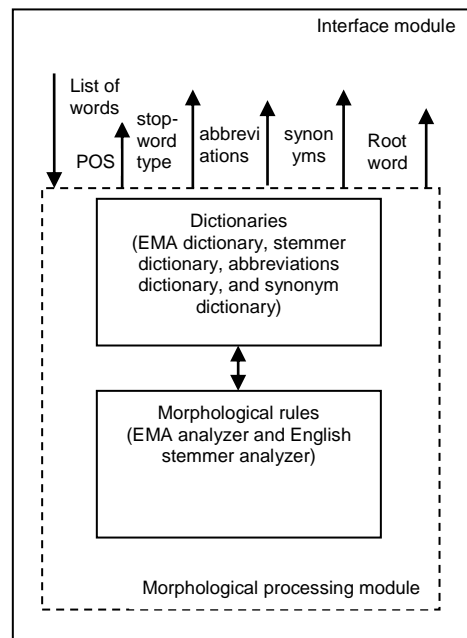 Interface module
List of
words
POS
stop-
word
type
abbrevi
ations
synon
yms
Root
word
Dictionaries
(EMA dictionary, stemmer
dictionary, abbreviations
dictionary, and synonym
dictionary)
Morphological rules
(EMA analyzer and English
stemmer analyzer)
Morphological processing module